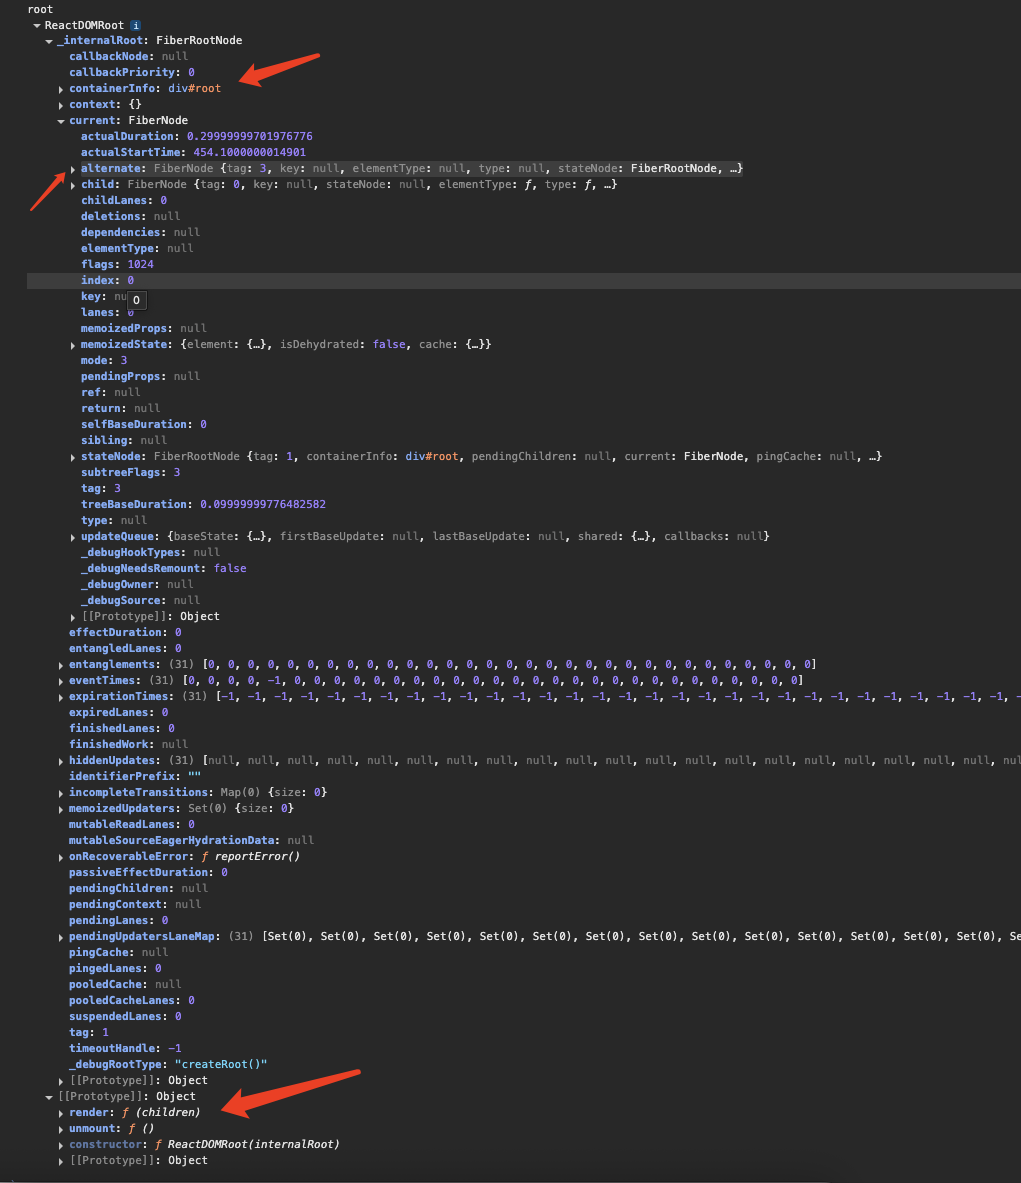 root
ReactDOMRoot i
_internalRoot: FiberRootNode
callbackNode: null
callbackPriority: 0
containerInfo: div#root
context: {}
current: FiberNode
actualDuration: 0.29999999701976776
actualStartTime: 454.1000000014901
alternate: FiberNode {tag: 3, key: null, elementType: null, type: null, stateNode: FiberRootNode, …}
child: FiberNode {tag: 0, key: null, stateNode: null, elementType: ƒ, type: ƒ, …}
childLanes: 0
deletions: null
dependencies: null
elementType: null
flags: 1024
index: 0
key: nu
0
lanes: 0
memoizedProps: null
memoizedState: {element: {…}, isDehydrated: false, cache: {…}}
mode: 3
pendingProps: null
ref: null
return: null
selfBaseDuration: 0
sibling: null
stateNode: FiberRootNode {tag: 1, containerInfo: div#root, pendingChildren: null, current: FiberNode, pingCache: null, …}
subtreeFlags: 3
tag: 3
treeBaseDuration: 0.09999999776482582
type: null
updateQueue: {baseState: {…}, firstBaseUpdate: null, lastBaseUpdate: null, shared: {…}, callbacks: null}
_debugHookTypes: null
_debugNeedsRemount: false
_debugOwner: null
_debugSource: null
[[Prototype]]: Object
effectDuration: 0
entangledLanes: 0
entanglements: (31) [0, 0, 0, 0, 0, 0, 0, 0, 0, 0, 0, 0, 0, 0, 0, 0, 0, 0, 0, 0, 0, 0, 0, 0, 0, 0, 0, 0, 0, 0, 0]
eventTimes: (31) [0, 0, 0, 0, -1, 0, 0, 0, 0, 0, 0, 0, 0, 0, 0, 0, 0, 0, 0, 0, 0, 0, 0, 0, 0, 0, 0, 0, 0, 0, 0]
expirationTimes: (31) [-1, -1, -1, -1, -1, -1, -1, -1, -1, -1, -1, -1, -1, -1, -1, -1, -1, -1, -1, -1, -1, -1, -1, -1, -1, -1, -1, -1, -1, -1,
expiredLanes: 0
finishedLanes: 0
finishedWork: null
hiddenUpdates: (31) [null, null, null, null, null, null, null, null, null, null, null, null, null, null, null, null, null, null, null, null, nul
identifierPrefix: ""
incompleteTransitions: Map(0) {size: 0}
memoizedUpdaters: Set(0) {size: 0}
mutableReadLanes: 0
mutableSourceEagerHydrationData: null
onRecoverableError: ƒ reportError()
passiveEffectDuration: 0
pendingChildren: null
pendingContext: null
pendingLanes: 0
pendingUpdatersLaneMap: (31) [Set(0), Set(0), Set(0), Set(0), Set(0), Set(0), Set(0), Set(0), Set(0), Set(0), Set(0), Set(0), Set(0), Set(0), Se
pingCache: null
pingedLanes: 0
pooledCache: null
pooledCacheLanes: 0
suspendedLanes: 0
tag: 1
timeoutHandle: -1
_debugRootType: "createRoot()"
[[Prototype]]: Object
[[Prototype]]: Object
render: ƒ (children)
unmount: ƒ ()
constructor: ƒ ReactDOMRoot(internalRoot)
[[Prototype]]: Object